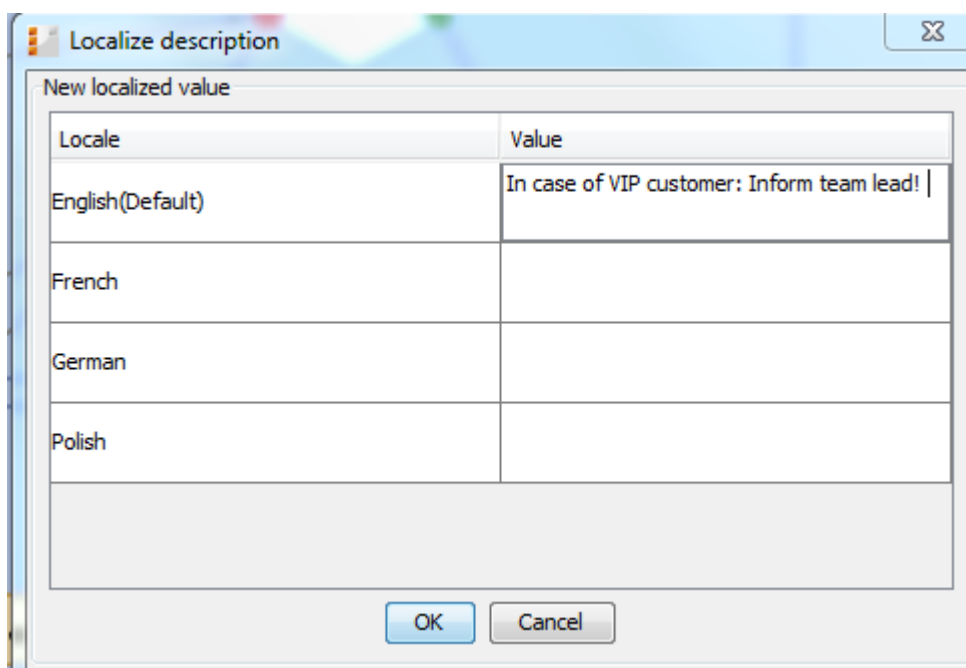 Localize description
New localized value
Locale Value
English(Default) In case of VIP customer: Inform team lead!
French
German
Polish
OK Cancel